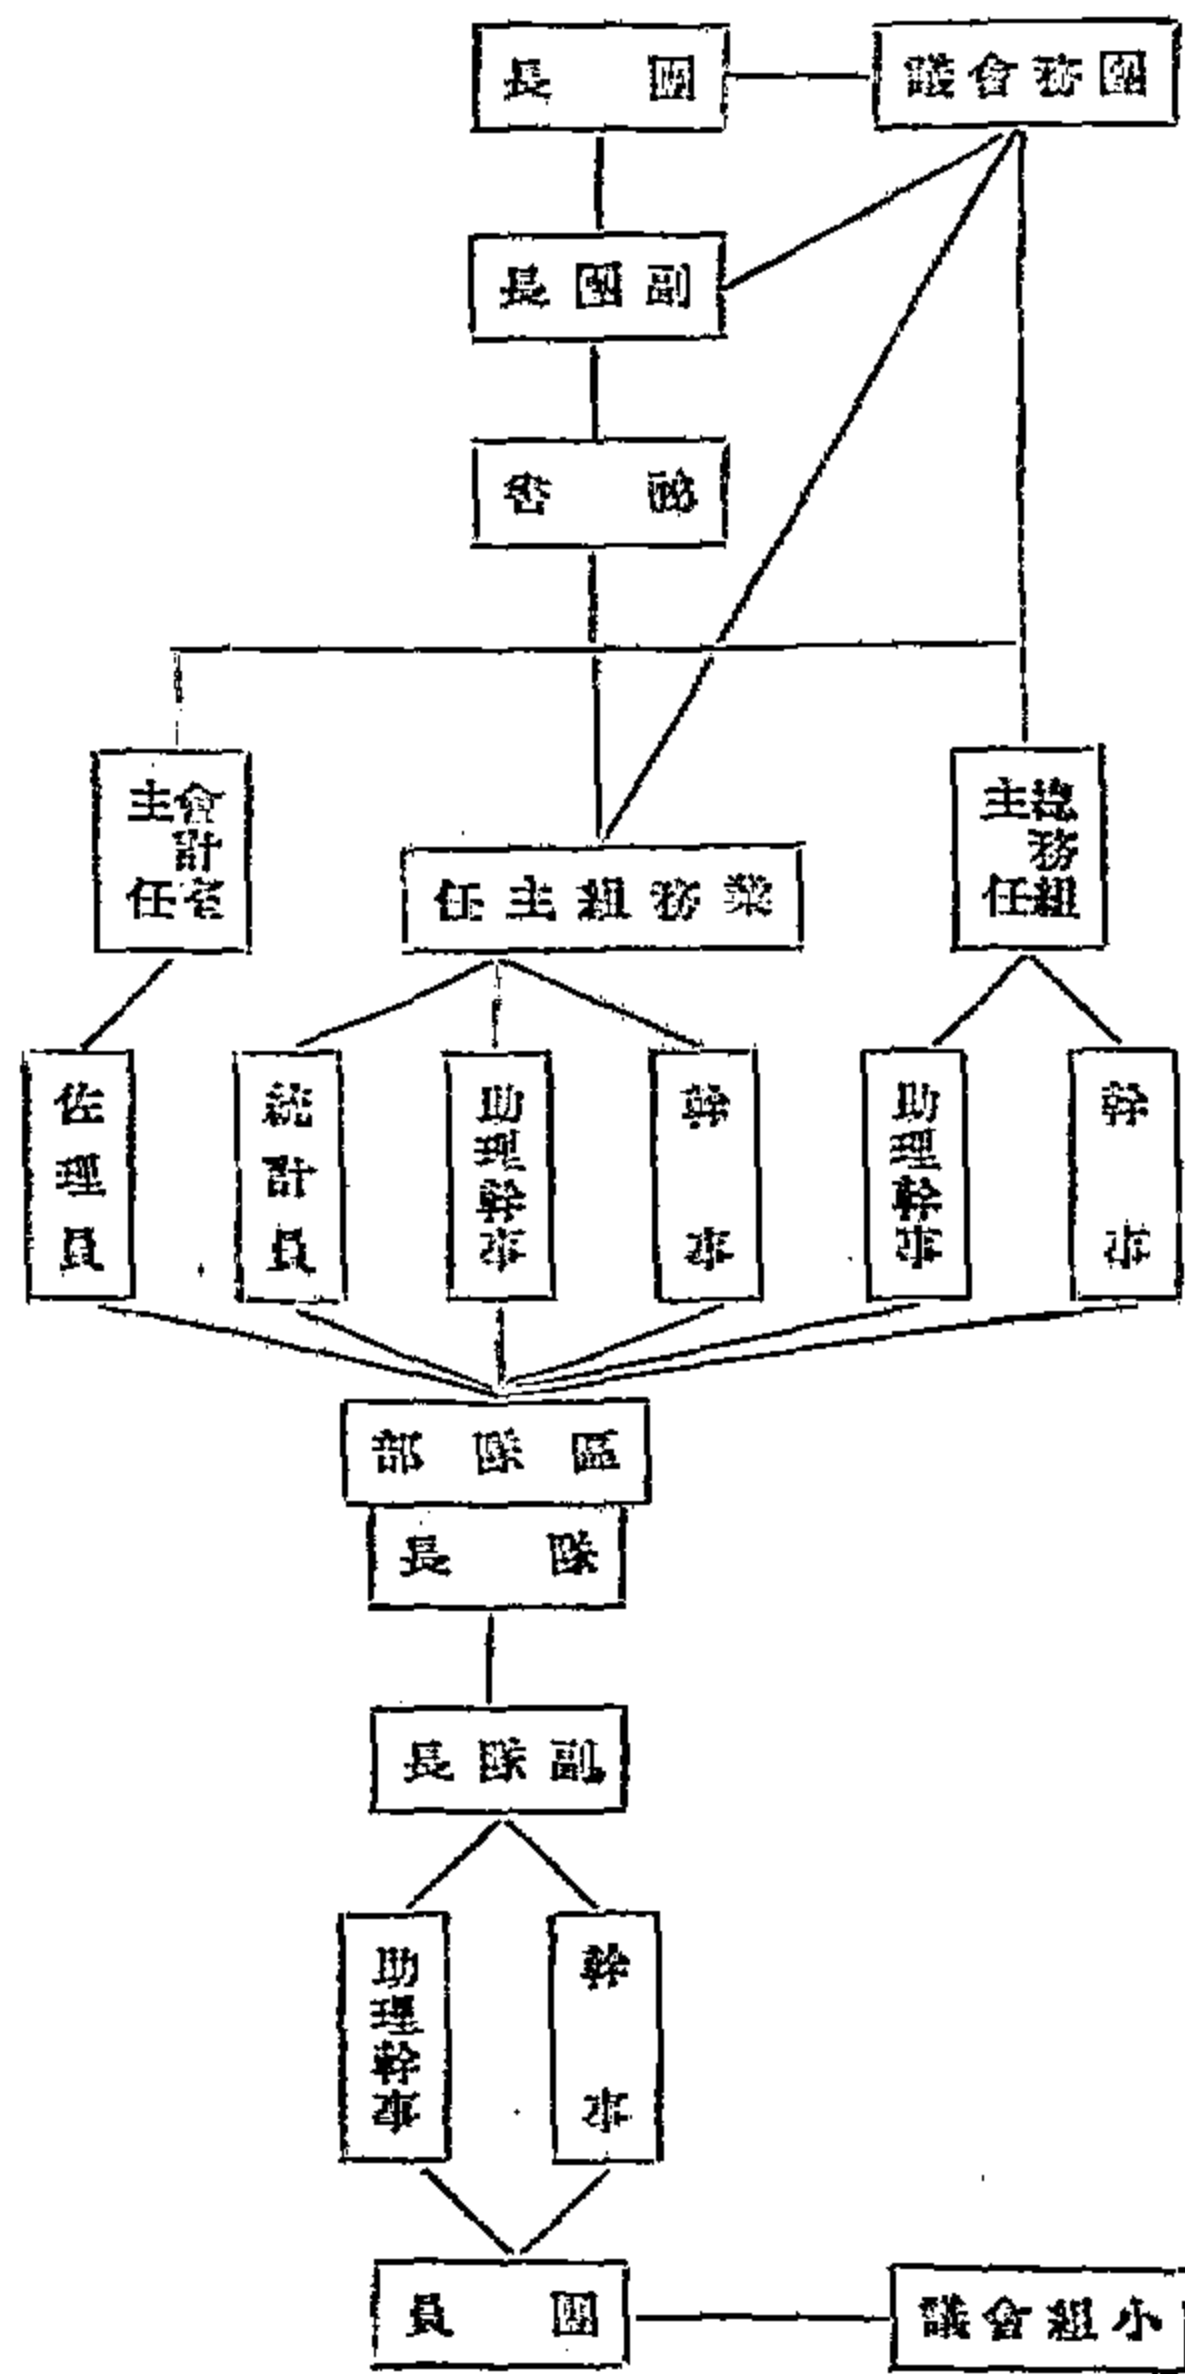 團務會議
團長
副團長
祕書
總務組主任
業務組主任
會計室主任
幹事
助理幹事
幹事
助理幹事
統計員
佐理員
區隊部
隊長
副隊長
幹事
助理幹事
團員
小組會議